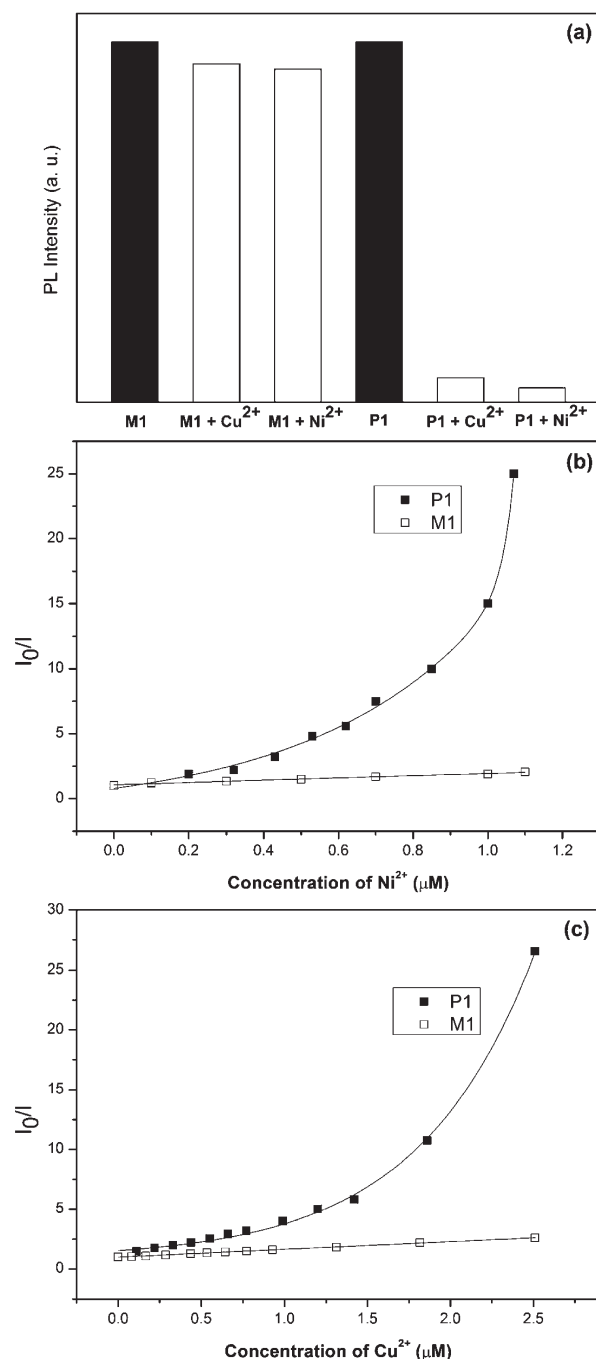 (a)
PL Intensity (a. u.)
M1 M1 + Cu²⁺ M1 + Ni²⁺ P1 P1 + Cu²⁺ P1 + Ni²⁺
(b)
25
20
15
10
5
0
I₀/I
P1
M1
0.0 0.2 0.4 0.6 0.8 1.0 1.2
Concentration of Ni²⁺ (μM)
(c)
30
25
20
15
10
5
0
I₀/I
P1
M1
0.0 0.5 1.0 1.5 2.0 2.5
Concentration of Cu²⁺ (μM)